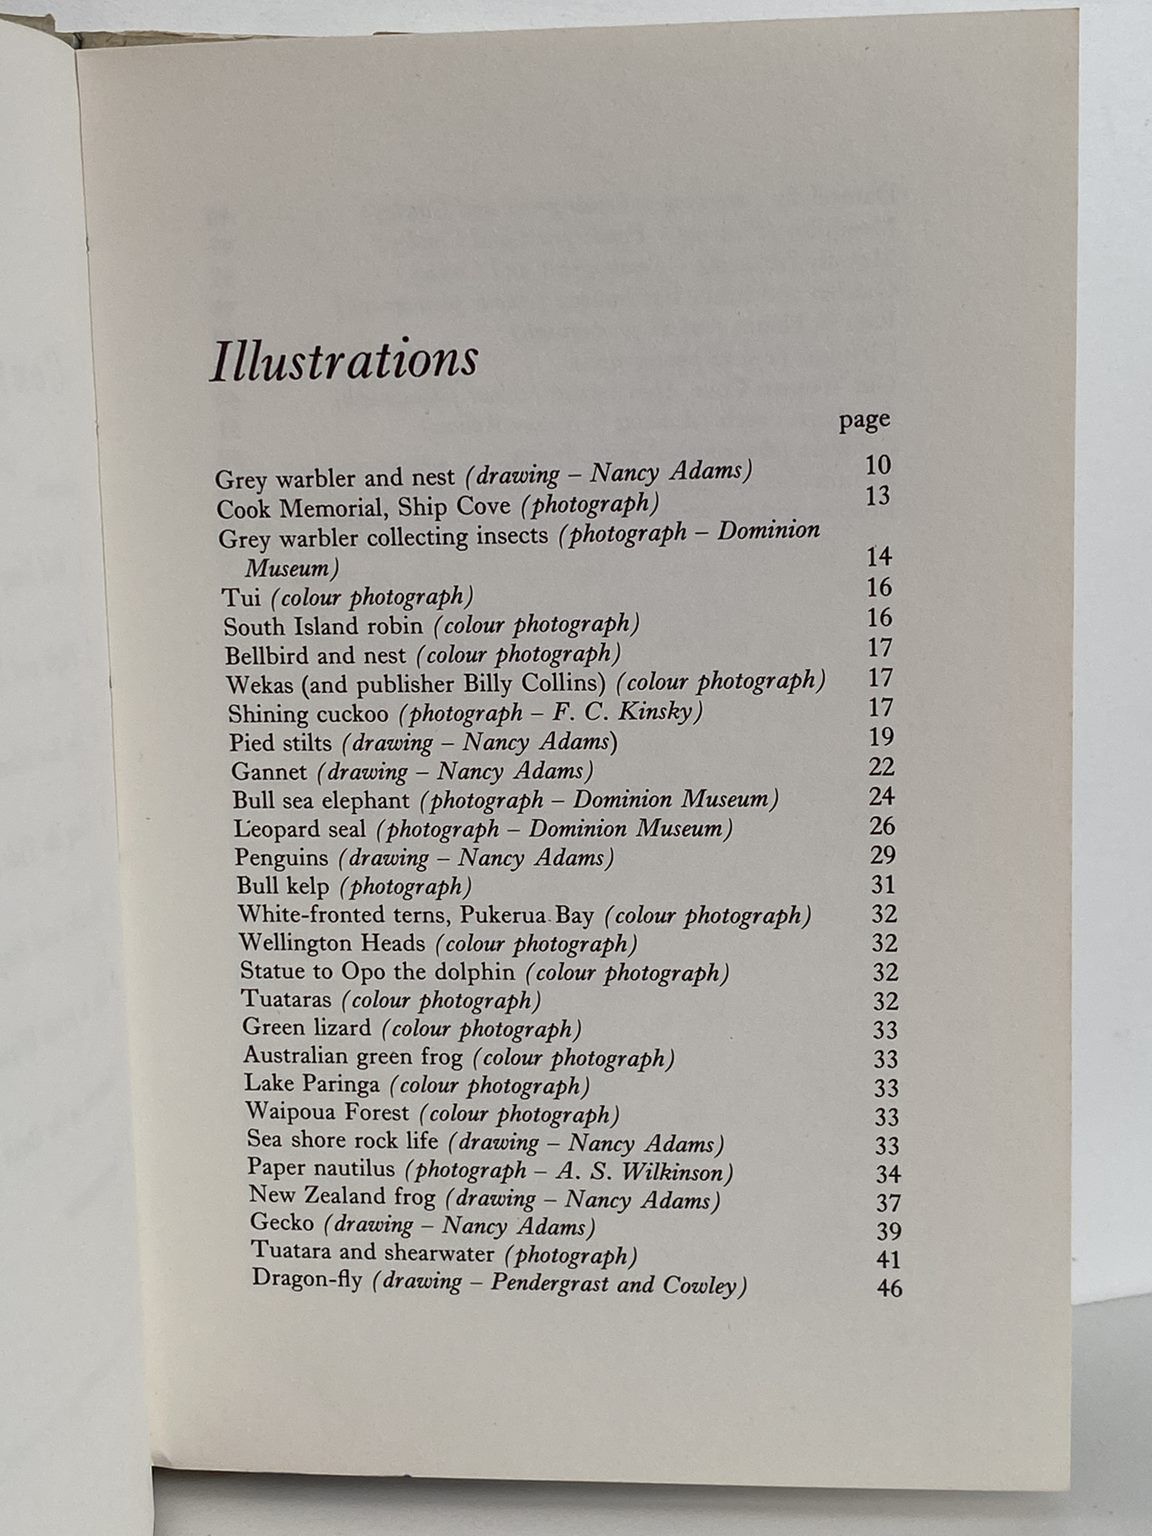 Illustrations
page
Grey warbler and nest (drawing – Nancy Adams) 10
Cook Memorial, Ship Cove (photograph) 13
Grey warbler collecting insects (photograph – Dominion
Museum) 14
Tui (colour photograph) 16
South Island robin (colour photograph) 16
Bellbird and nest (colour photograph) 17
Wekas (and publisher Billy Collins) (colour photograph) 17
Shining cuckoo (photograph – F. C. Kinsky) 17
Pied stilts (drawing – Nancy Adams) 19
Gannet (drawing – Nancy Adams) 22
Bull sea elephant (photograph – Dominion Museum) 24
Leopard seal (photograph – Dominion Museum) 26
Penguins (drawing – Nancy Adams) 29
Bull kelp (photograph) 31
White-fronted terns, Pukerua Bay (colour photograph) 32
Wellington Heads (colour photograph) 32
Statue to Opo the dolphin (colour photograph) 32
Tuataras (colour photograph) 32
Green lizard (colour photograph) 33
Australian green frog (colour photograph) 33
Lake Paringa (colour photograph) 33
Waipoua Forest (colour photograph) 33
Sea shore rock life (drawing – Nancy Adams) 33
Paper nautilus (photograph – A. S. Wilkinson) 34
New Zealand frog (drawing – Nancy Adams) 37
Gecko (drawing – Nancy Adams) 39
Tuatara and shearwater (photograph) 41
Dragon-fly (drawing – Pendergrast and Cowley) 46